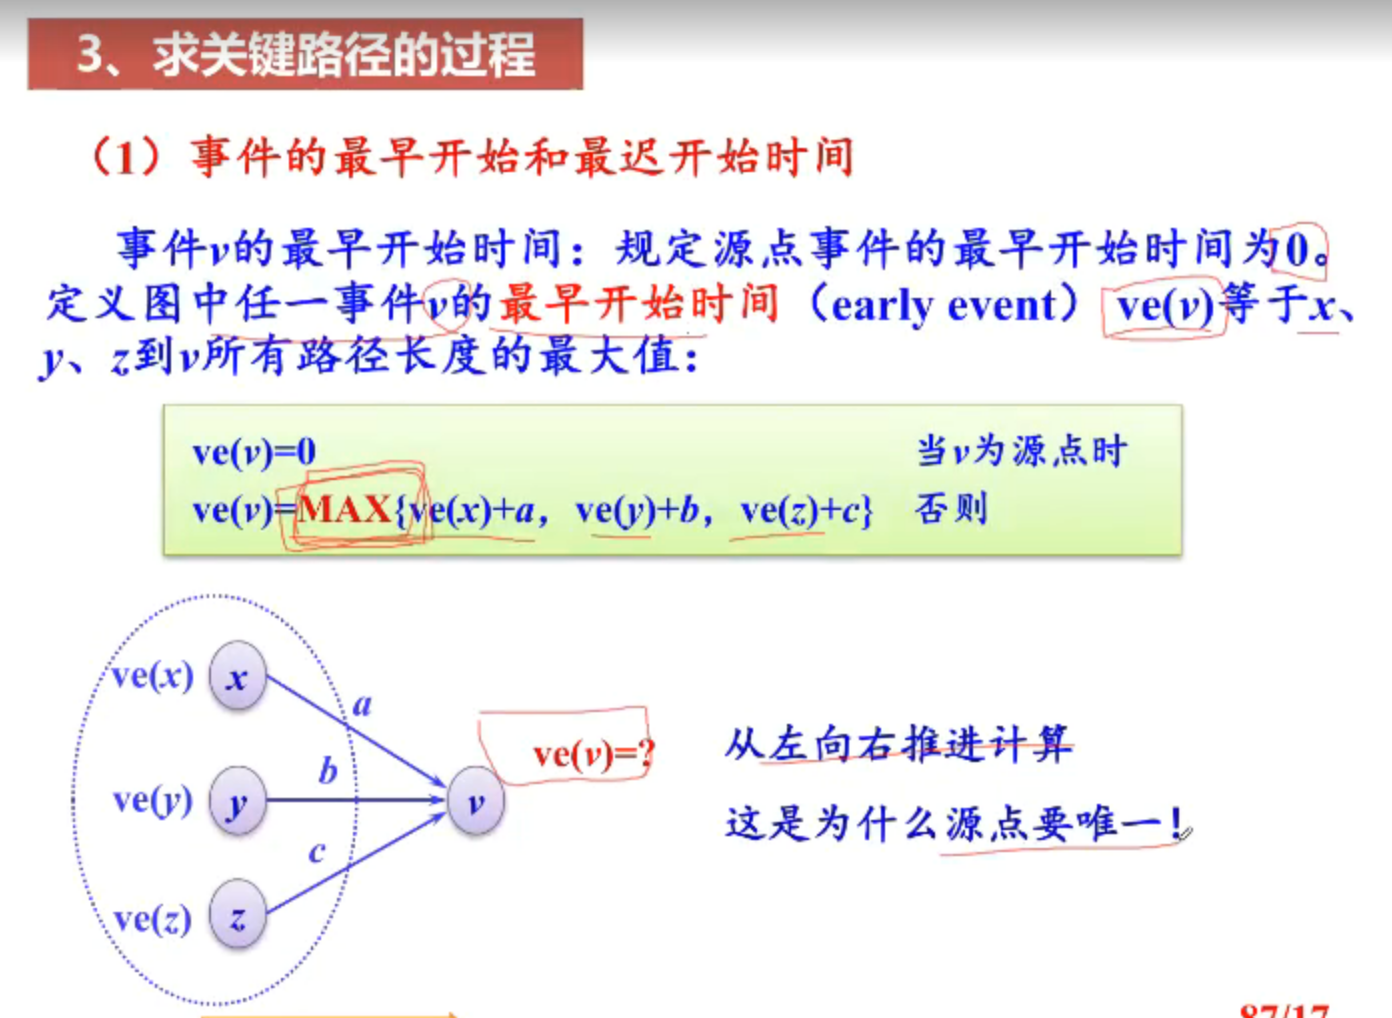 3、求关键路径的过程
（1）事件的最早开始和最迟开始时间
事件v的最早开始时间：规定源点事件的最早开始时间为0。
定义图中任一事件v的最早开始时间（early event）ve(v)等于x、
y、z到v所有路径长度的最大值：
ve(v)=0 当v为源点时
ve(v)=MAX{ve(x)+a，ve(y)+b，ve(z)+c} 否则
ve(x) x
a
ve(v)=?
从左向右推进计算
b
ve(y) y
v
这是为什么源点要唯一！
c
ve(z) z